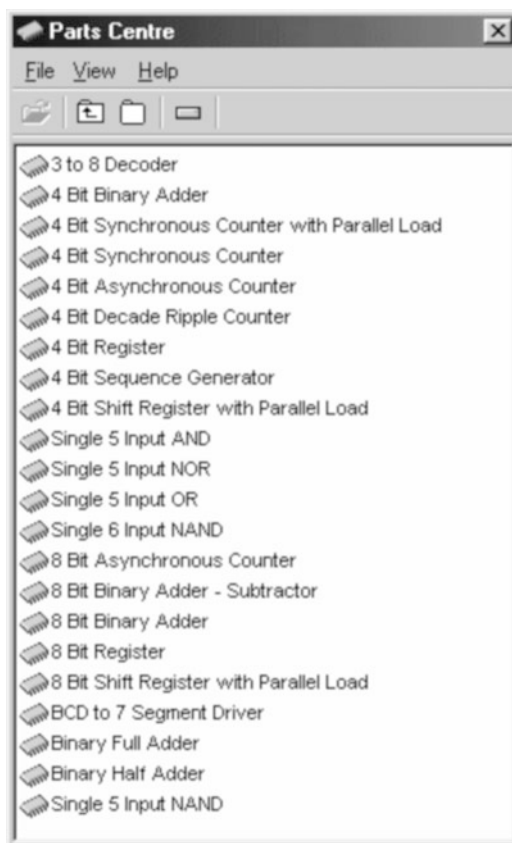 Parts Centre
File View Help
3 to 8 Decoder
4 Bit Binary Adder
4 Bit Synchronous Counter with Parallel Load
4 Bit Synchronous Counter
4 Bit Asynchronous Counter
4 Bit Decade Ripple Counter
4 Bit Register
4 Bit Sequence Generator
4 Bit Shift Register with Parallel Load
Single 5 Input AND
Single 5 Input NOR
Single 5 Input OR
Single 6 Input NAND
8 Bit Asynchronous Counter
8 Bit Binary Adder - Subtractor
8 Bit Binary Adder
8 Bit Register
8 Bit Shift Register with Parallel Load
BCD to 7 Segment Driver
Binary Full Adder
Binary Half Adder
Single 5 Input NAND